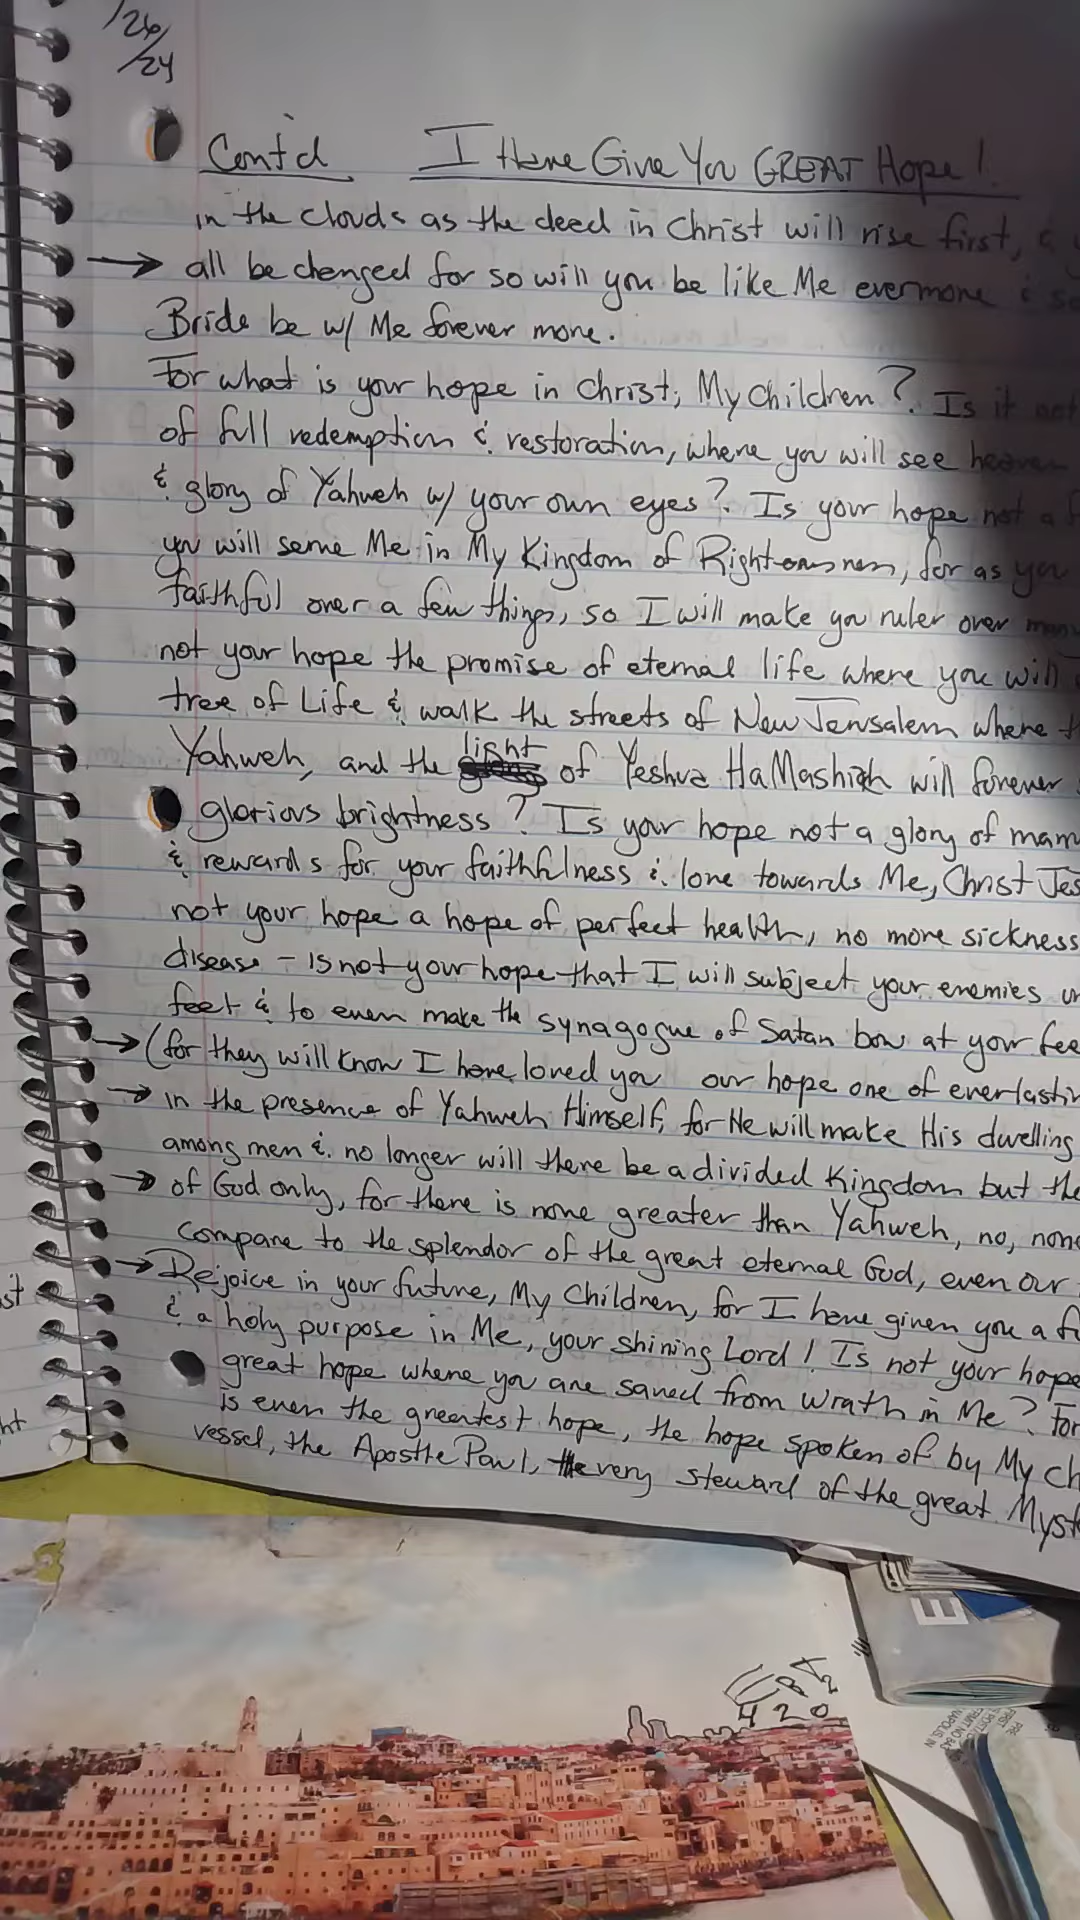 /26
/24
Cont'd I Have Give You GREAT Hope!
in the clouds as the dead in Christ will rise first, &
→ all be changed for so will you be like Me evermore & so
Bride be w/ Me forever more.
For what is your hope in Christ, My Children? Is it not
of full redemption & restoration, where you will see heaven
& glory of Yahweh w/ your own eyes? Is your hope not a
you will serve Me in My Kingdom of Righteousness, for as you
faithful over a few things, so I will make you ruler over many
not your hope the promise of eternal life where you will
tree of Life & walk the streets of New Jerusalem where
Yahweh, and the light of Yeshua HaMashiah will forever
glorious brightness? Is your hope not a glory of
& rewards for your faithfulness & love towards Me, Christ Jes
not your hope a hope of perfect health, no more sickness
disease - is not your hope that I will subject your enemies
feet & to even make the synagogue of Satan bow at your fee
→ (for they will know I have loved you our hope one of everlastin
→ in the presence of Yahweh Himself, for He will make His dwelling
among men & no longer will there be a divided Kingdom but the
→ of God only, for there is none greater than Yahweh, no, none
compare to the splendor of the great eternal God, even our
→ Rejoice in your future, My Children, for I have given you a fu
& a holy purpose in Me, your shining Lord! Is not your hope
great hope where you are saved from wrath in Me? For
is even the greatest hope, the hope spoken of by My ch
vessel, the Apostle Paul, the very steward of the great Myst
st
ht
E
420